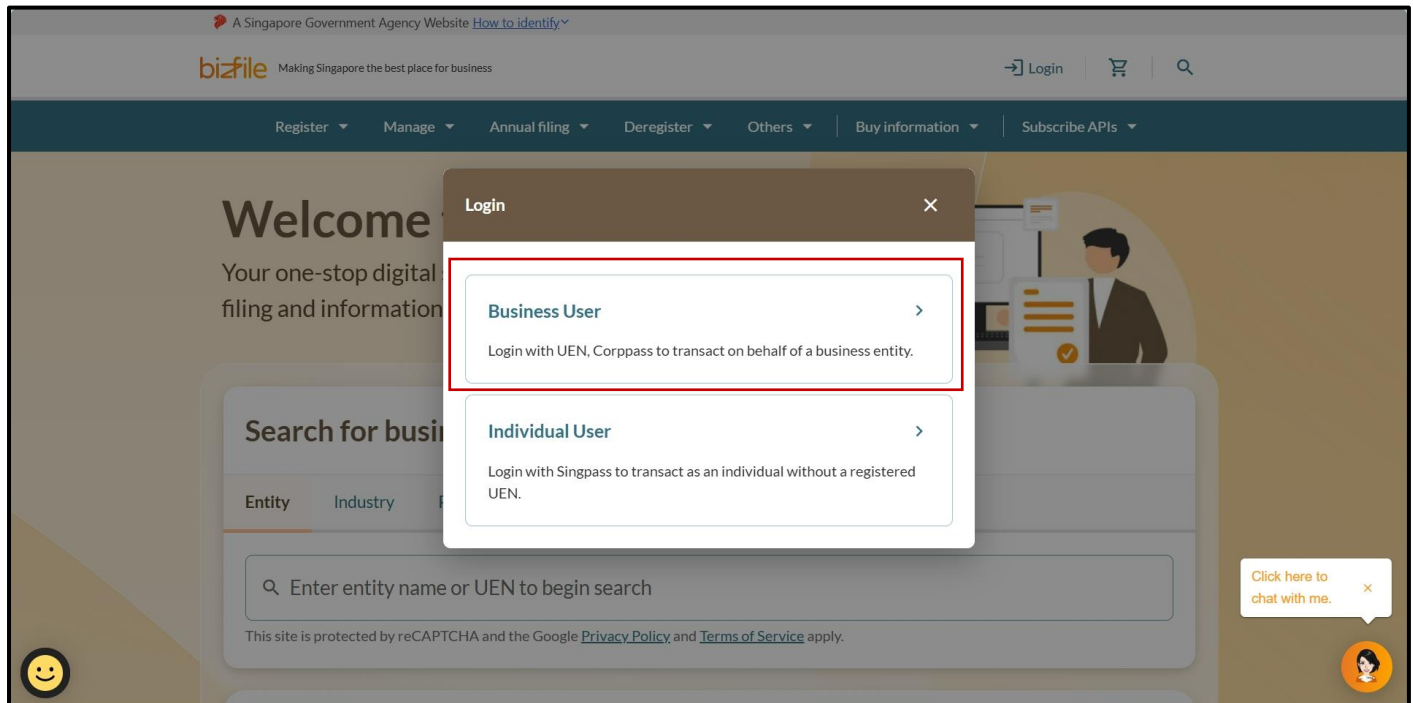 A Singapore Government Agency Website How to identify
bizfile Making Singapore the best place for business
Login
Register
Manage
Annual filing
Deregister
Others
Buy information
Subscribe APIs
Welcome
Your one-stop digital
filing and information
Login
Business User
Login with UEN, Corppass to transact on behalf of a business entity.
Individual User
Login with Singpass to transact as an individual without a registered
UEN.
Search for busi
Entity
Industry
Enter entity name or UEN to begin search
This site is protected by reCAPTCHA and the Google Privacy Policy and Terms of Service apply.
Click here to
chat with me.